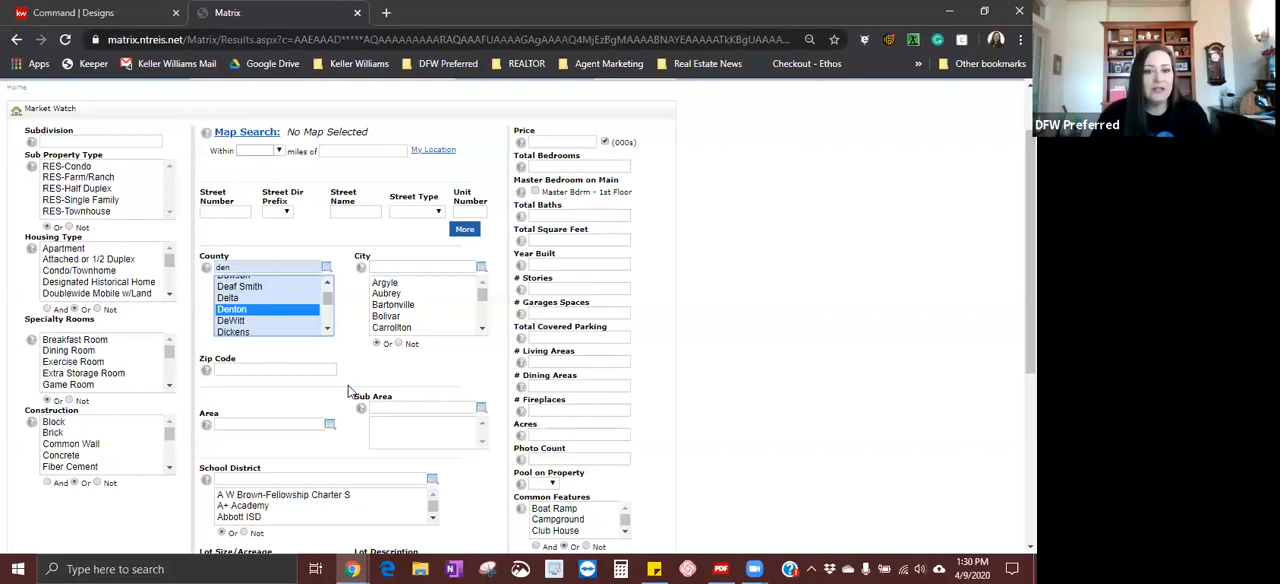 Command | Designs
Matrix
matrix.ntreis.net/Matrix/Results.aspx?c=AAEAAAD*****AQAAAAAAAAARAQAAAFUAAAAGAgAAAAQ4MjEzBgMAAAABNAYEAAAAATkKBgUAAAA...
Apps
Keeper
Keller Williams Mail
Google Drive
Keller Williams
DFW Preferred
REALTOR
Agent Marketing
Real Estate News
Checkout - Ethos
Other bookmarks
Home
Market Watch
Subdivision
Sub Property Type
RES-Condo
RES-Farm/Ranch
RES-Half Duplex
RES-Single Family
RES-Townhouse
Or Not
Housing Type
Apartment
Attached or 1/2 Duplex
Condo/Townhome
Designated Historical Home
Doublewide Mobile w/Land
And Or Not
Specialty Rooms
Breakfast Room
Dining Room
Exercise Room
Extra Storage Room
Game Room
Or Not
Construction
Block
Brick
Common Wall
Concrete
Fiber Cement
And Or Not
Map Search: No Map Selected
Within miles of My Location
Street Number
Street Dir Prefix
Street Name
Street Type
Unit Number
More
County
den
Dawson
Deaf Smith
Delta
Denton
DeWitt
Dickens
City
Argyle
Aubrey
Bartonville
Bolivar
Carrollton
Or Not
Zip Code
Area
Sub Area
School District
A W Brown-Fellowship Charter S
A+ Academy
Abbott ISD
Or Not
Lot Size/Acreage
Lot Description
Price
(000s)
Total Bedrooms
Master Bedroom on Main
Master Bdrm - 1st Floor
Total Baths
Total Square Feet
Year Built
# Stories
# Garages Spaces
Total Covered Parking
# Living Areas
# Dining Areas
# Fireplaces
Acres
Photo Count
Pool on Property
Common Features
Boat Ramp
Campground
Club House
And Or Not
DFW Preferred
Type here to search
1:30 PM
4/9/2020